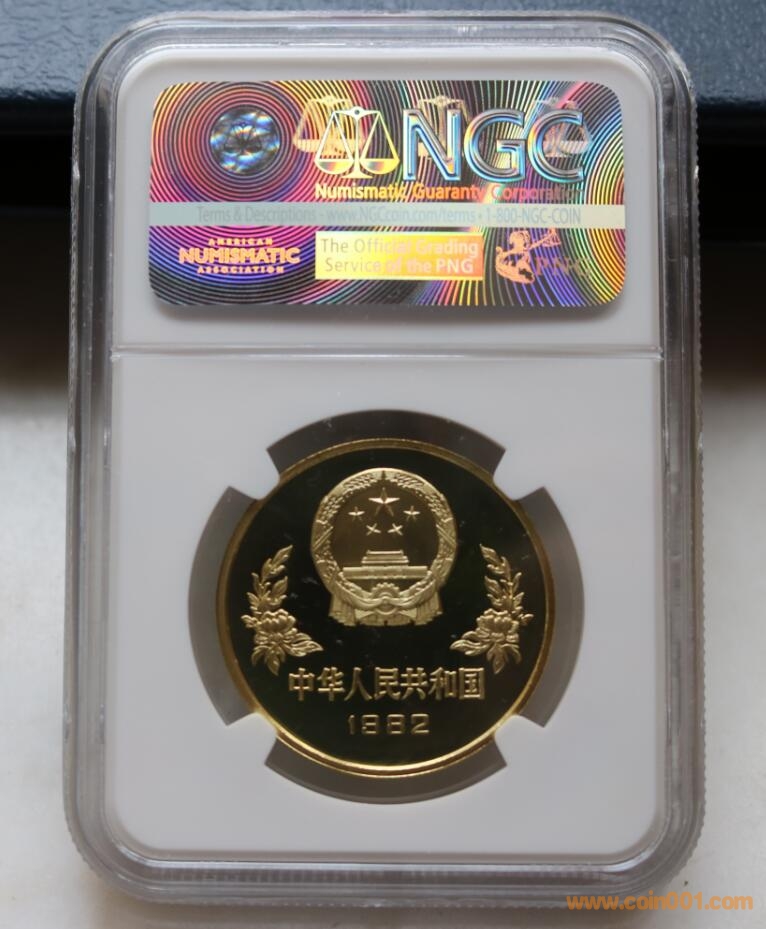 NGC
Numismatic Guaranty Corporation
Terms & Descriptions - www.NGCcoin.com/terms • 1-800-NGC-COIN
AMERICAN
NUMISMATIC
ASSOCIATION
The Official Grading
Service of the PNG
PNG
中华人民共和国
1982
www.coin001.com